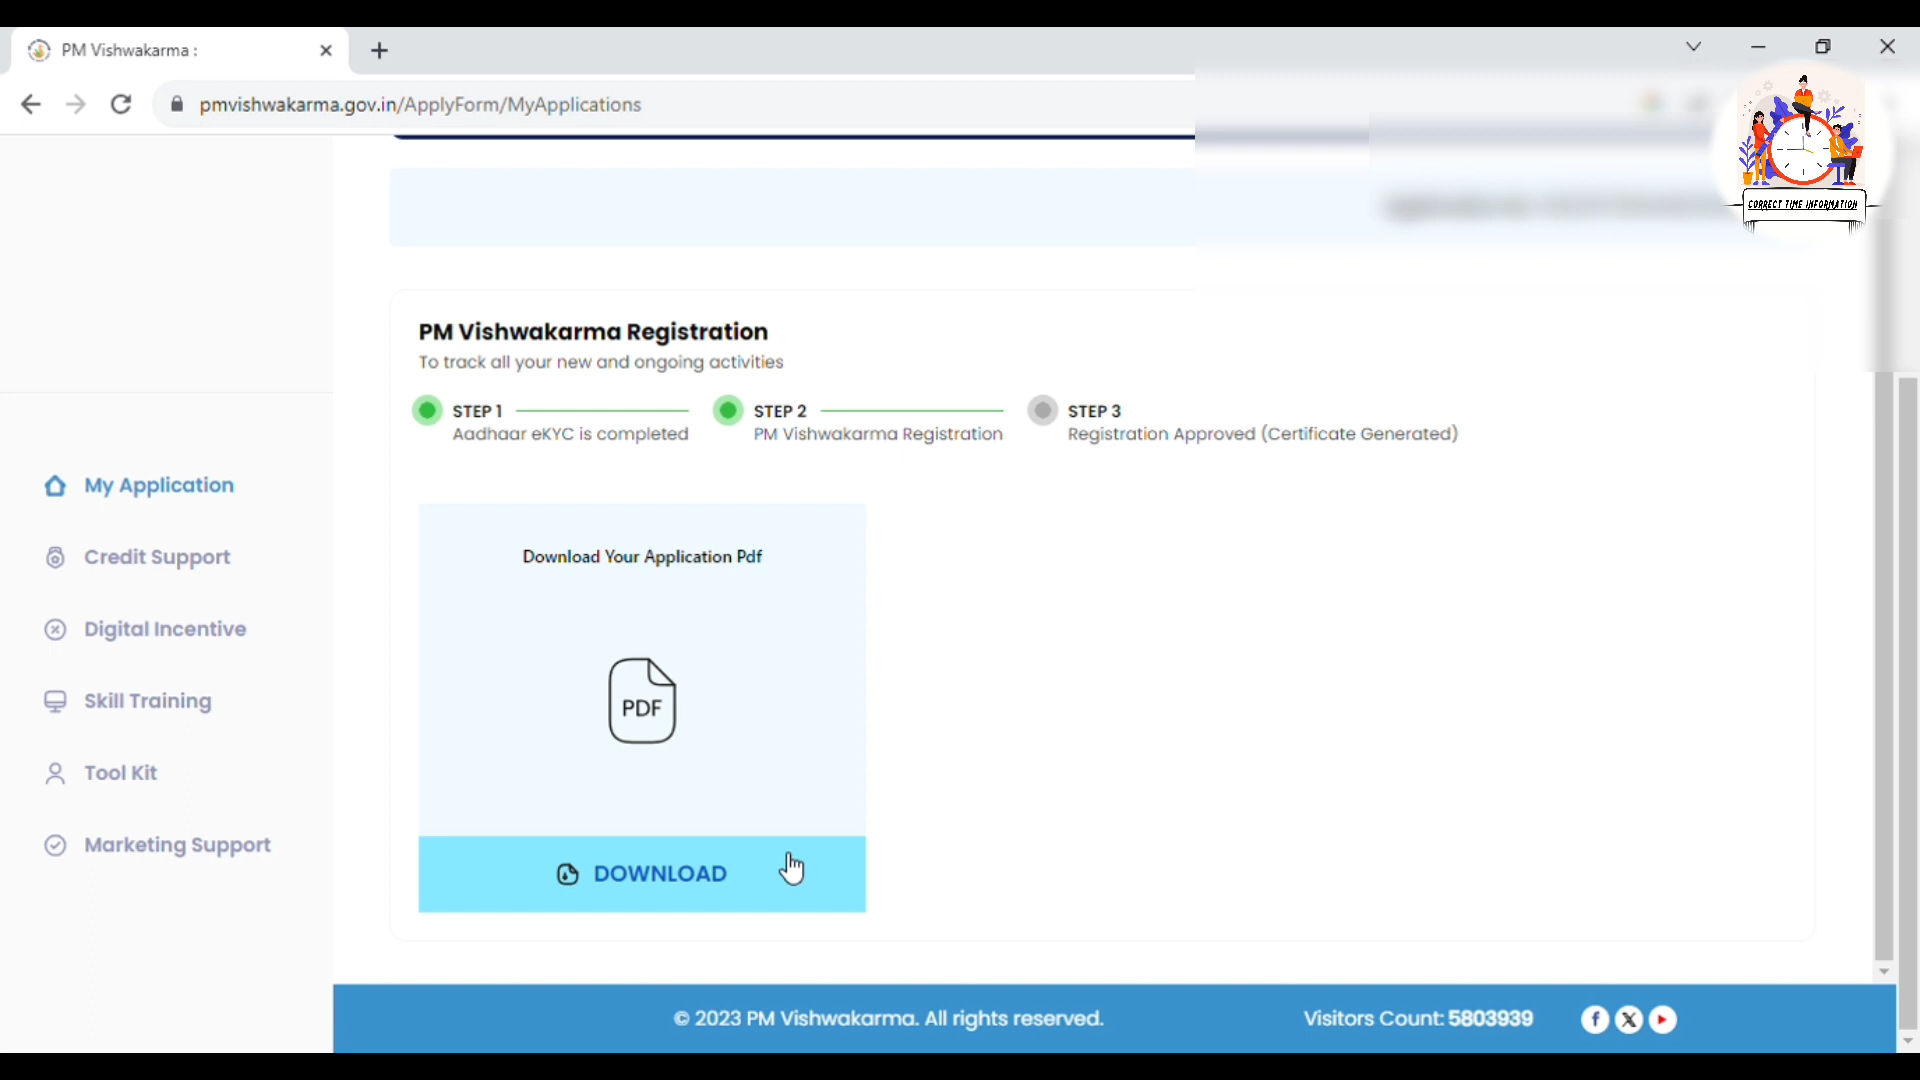 PM Vishwakarma :
pmvishwakarma.gov.in/ApplyForm/MyApplications
CORRECT TIME INFORMATION
PM Vishwakarma Registration
To track all your new and ongoing activities
STEP 1
Aadhaar eKYC is completed
STEP 2
PM Vishwakarma Registration
STEP 3
Registration Approved (Certificate Generated)
My Application
Credit Support
Digital Incentive
Skill Training
Tool Kit
Marketing Support
Download Your Application Pdf
PDF
DOWNLOAD
© 2023 PM Vishwakarma. All rights reserved.
Visitors Count: 5803939